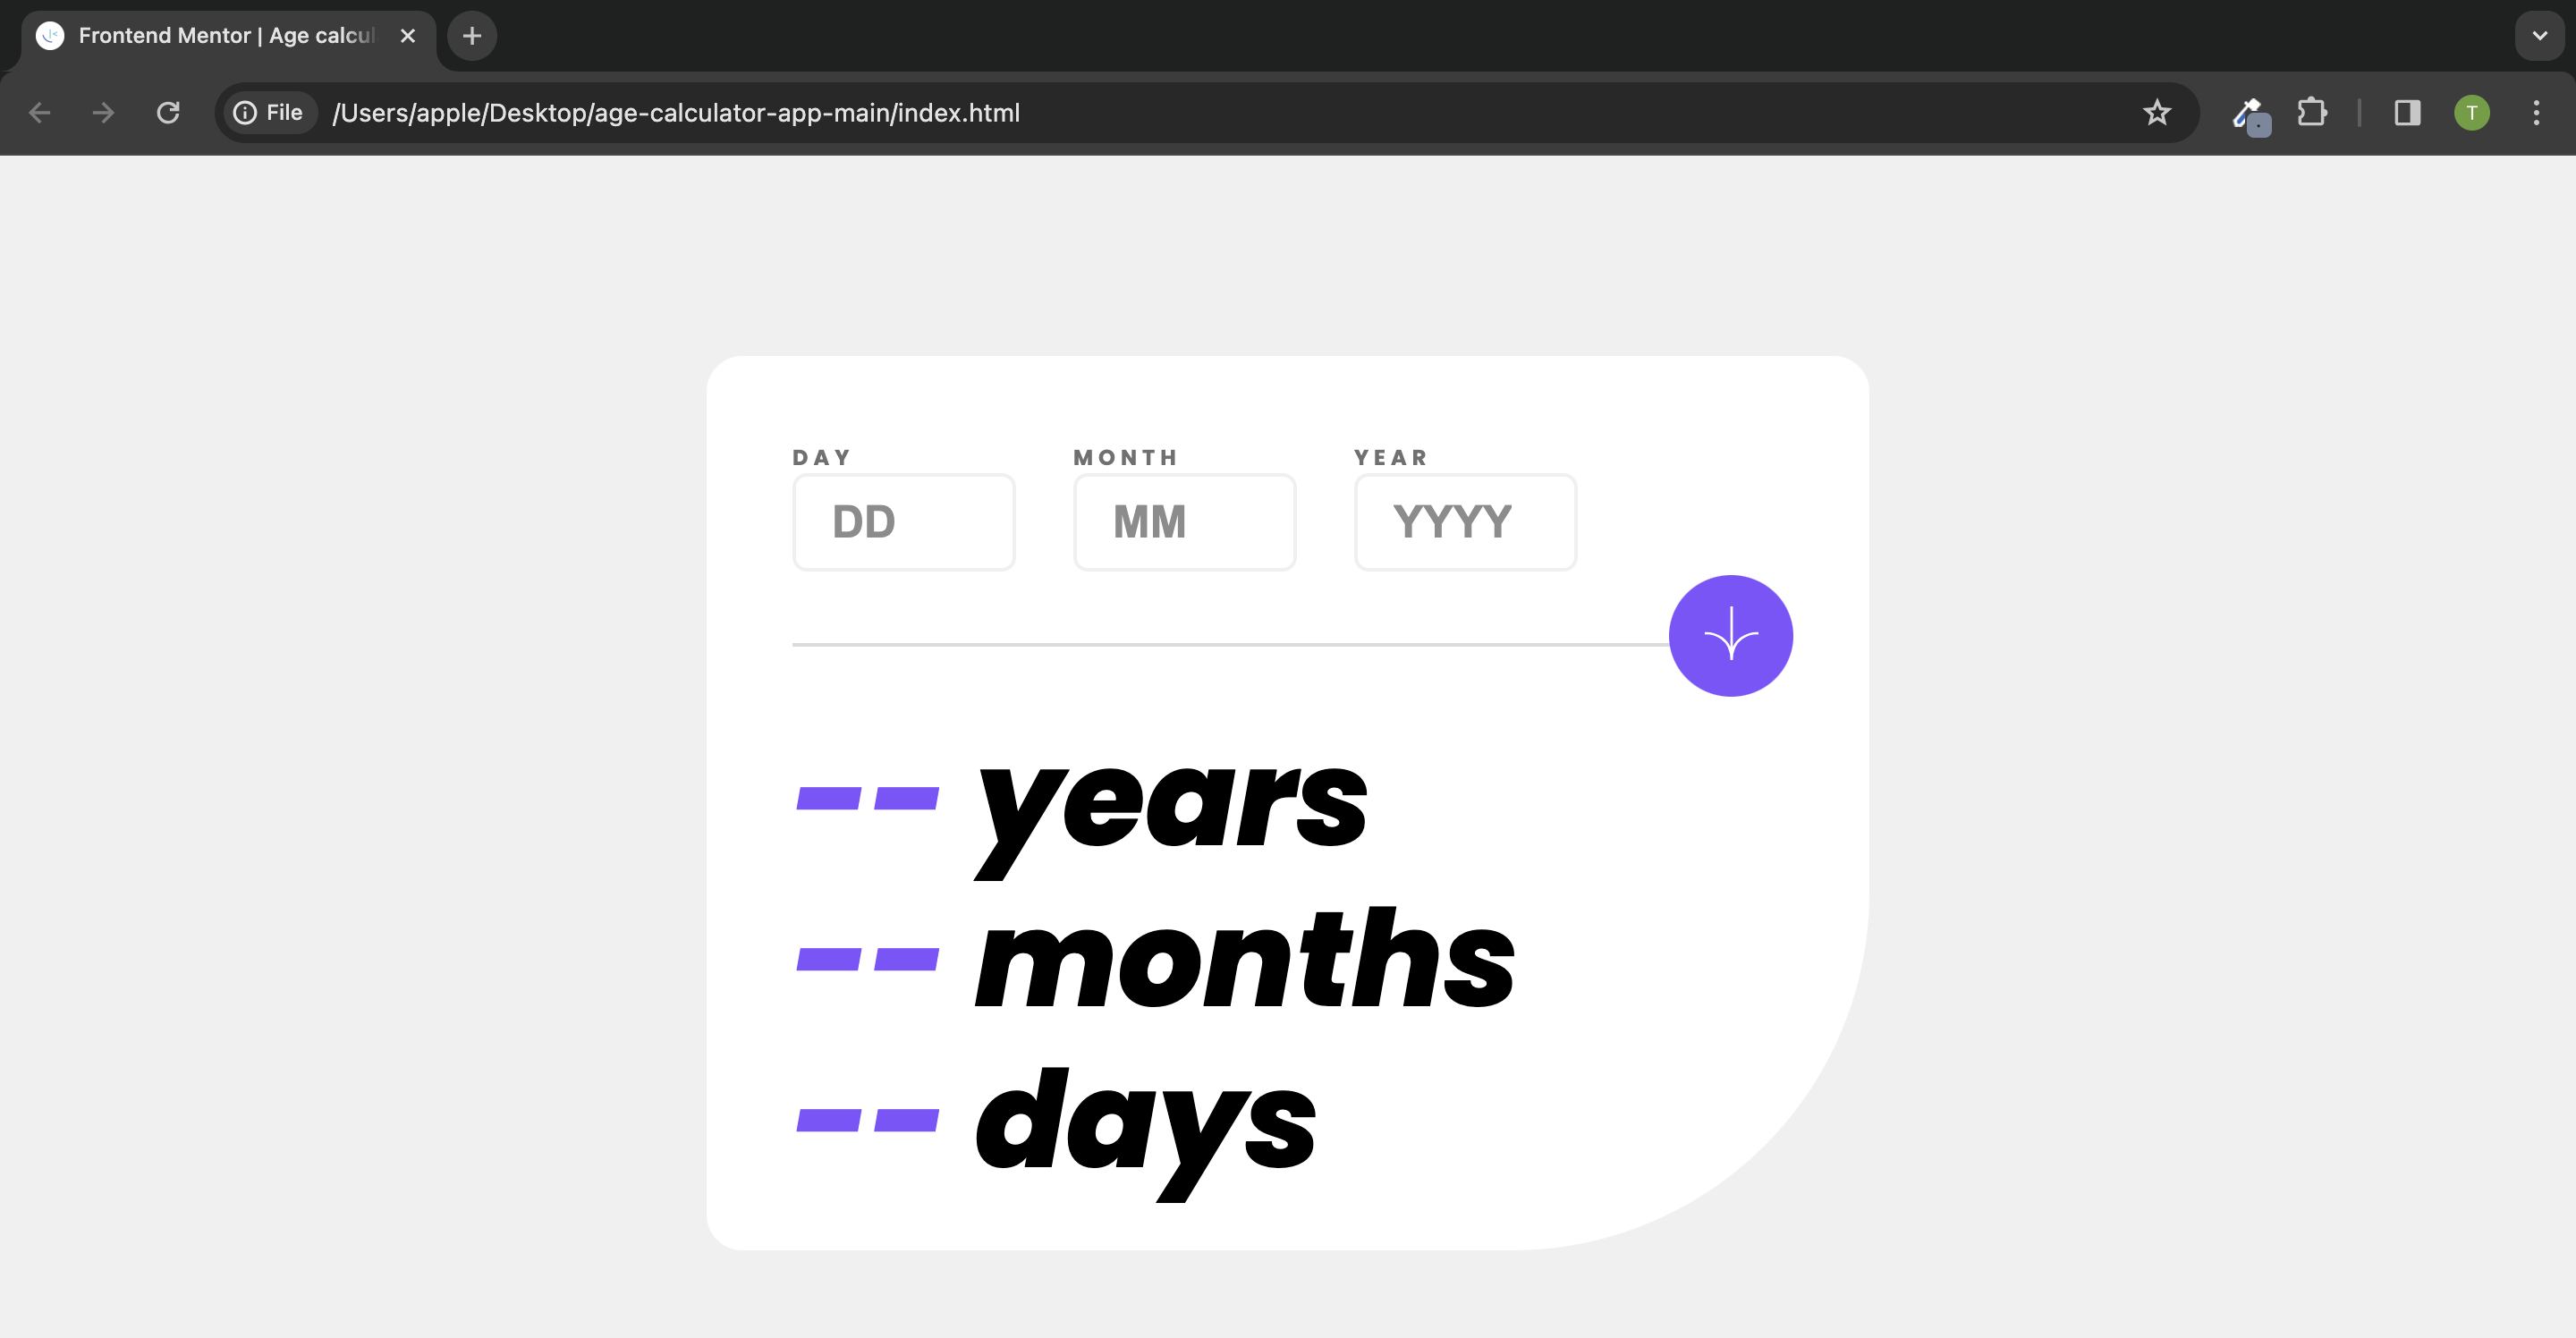 Frontend Mentor | Age calcul
File /Users/apple/Desktop/age-calculator-app-main/index.html
T
DAY MONTH YEAR
DD MM YYYY
-- years
-- months
-- days